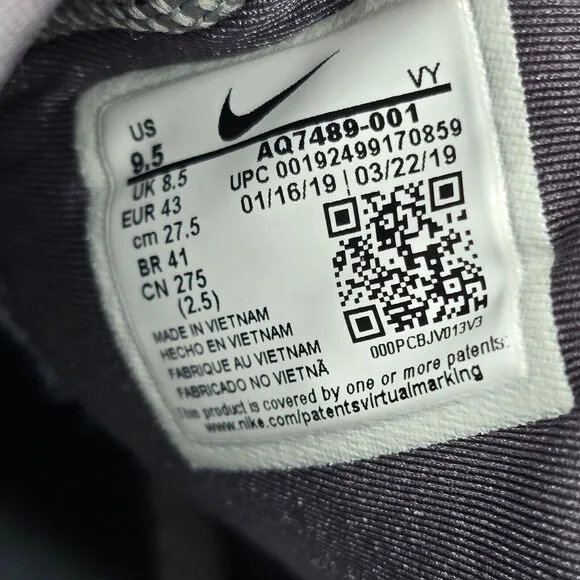 VY
US
9.5
UK 8.5
EUR 43
cm 27.5
BR 41
CN 275
(2.5)
AQ7489-001
UPC 00192499170859
01/16/19 | 03/22/19
000PCBJV013V3
MADE IN VIETNAM
HECHO EN VIETNAM
FABRIQUE AU VIETNAM
FABRICADO NO VIETNÃ
This product is covered by one or more patents:
www.nike.com/patentsvirtualmarking